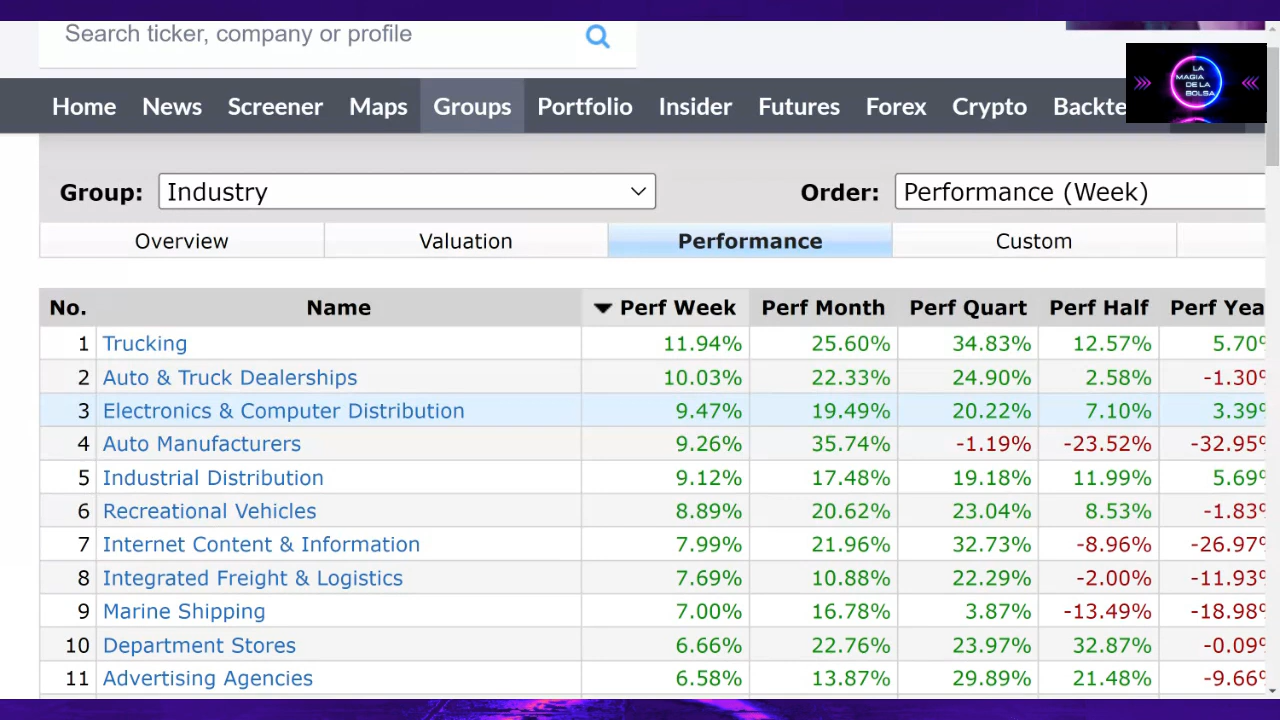 Search ticker, company or profile
LA
MAGIA
DE LA
BOLSA
Home News Screener Maps Groups Portfolio Insider Futures Forex Crypto Backte
Group: Industry Order: Performance (Week)
Overview Valuation Performance Custom
No. Name Perf Week Perf Month Perf Quart Perf Half Perf Yea
1 Trucking 11.94% 25.60% 34.83% 12.57% 5.70%
2 Auto & Truck Dealerships 10.03% 22.33% 24.90% 2.58% -1.30%
3 Electronics & Computer Distribution 9.47% 19.49% 20.22% 7.10% 3.39%
4 Auto Manufacturers 9.26% 35.74% -1.19% -23.52% -32.95%
5 Industrial Distribution 9.12% 17.48% 19.18% 11.99% 5.69%
6 Recreational Vehicles 8.89% 20.62% 23.04% 8.53% -1.83%
7 Internet Content & Information 7.99% 21.96% 32.73% -8.96% -26.97%
8 Integrated Freight & Logistics 7.69% 10.88% 22.29% -2.00% -11.93%
9 Marine Shipping 7.00% 16.78% 3.87% -13.49% -18.98%
10 Department Stores 6.66% 22.76% 23.97% 32.87% -0.09%
11 Advertising Agencies 6.58% 13.87% 29.89% 21.48% -9.66%